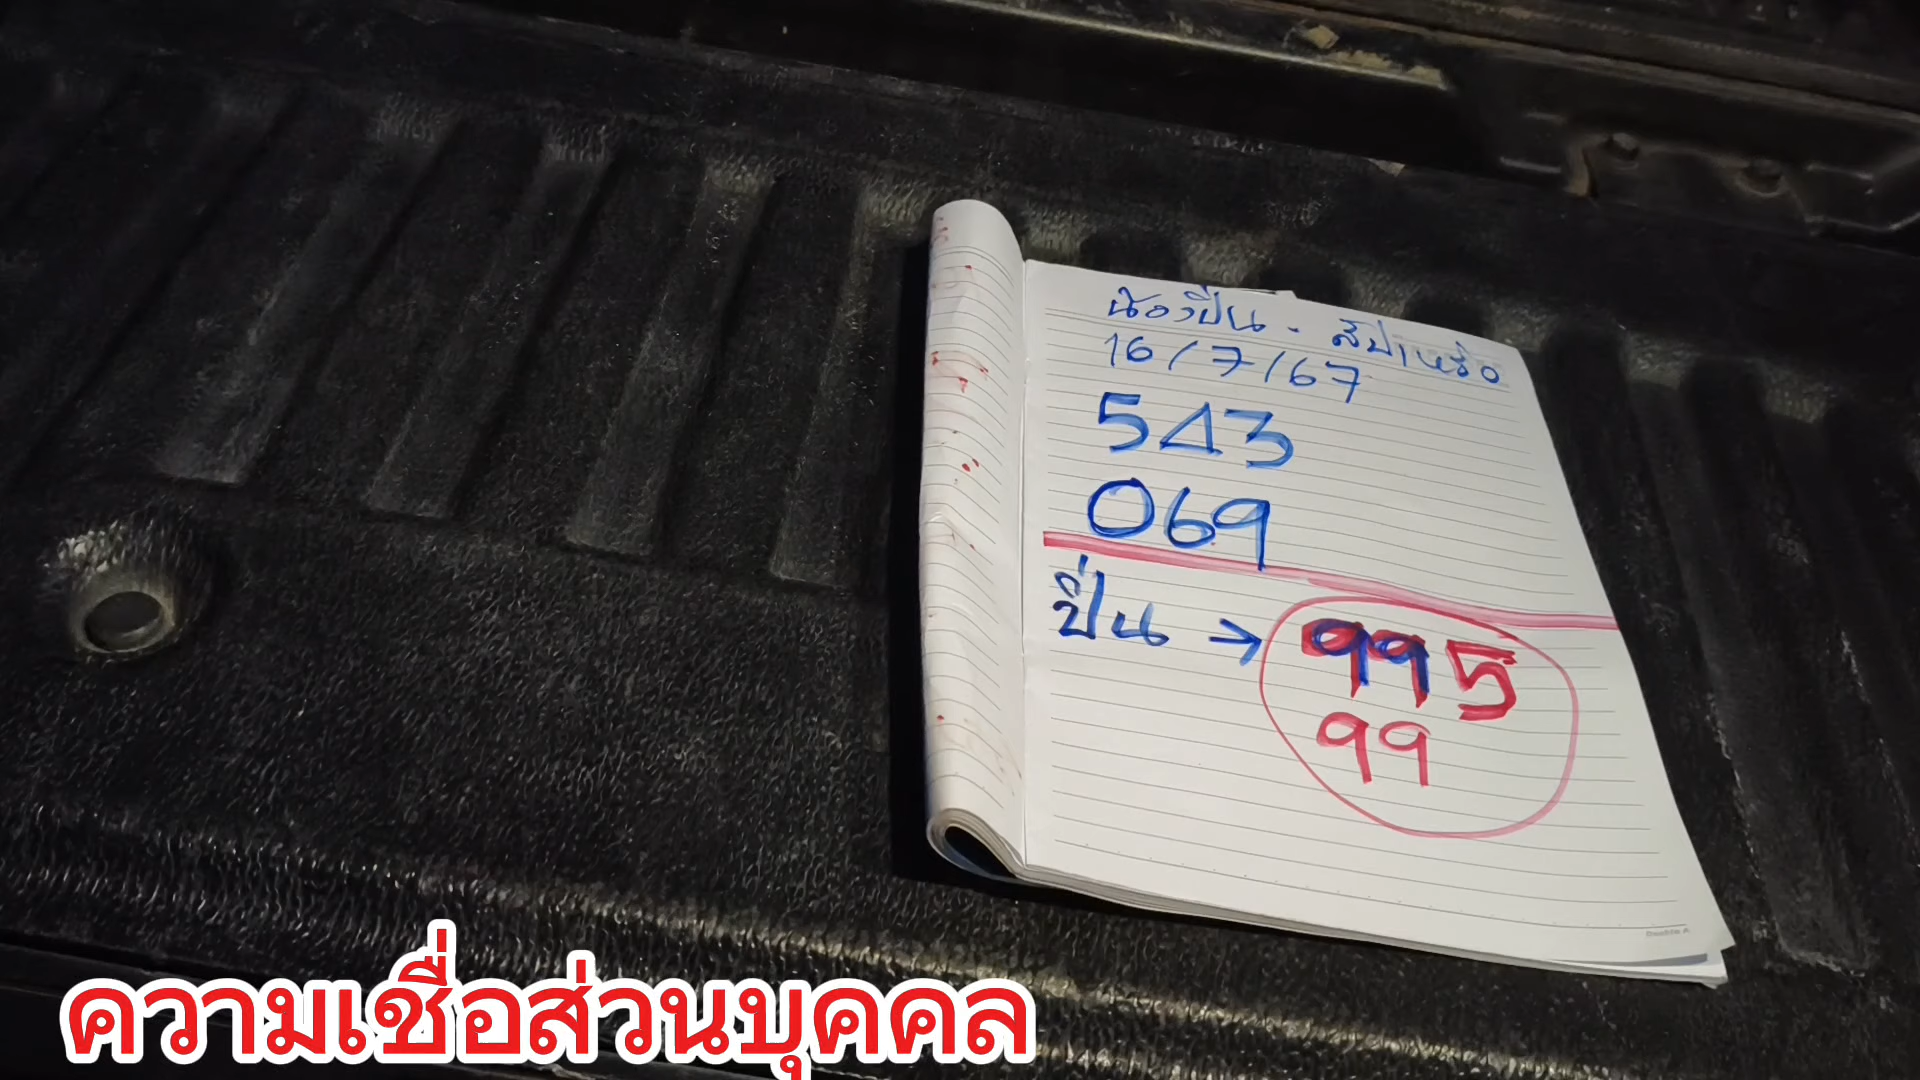 น้องปิ่น - สัปเหร่อ
16/7/67
543
069
ปิ่น → 995
99
Double A
ความเชื่อส่วนบุคคล